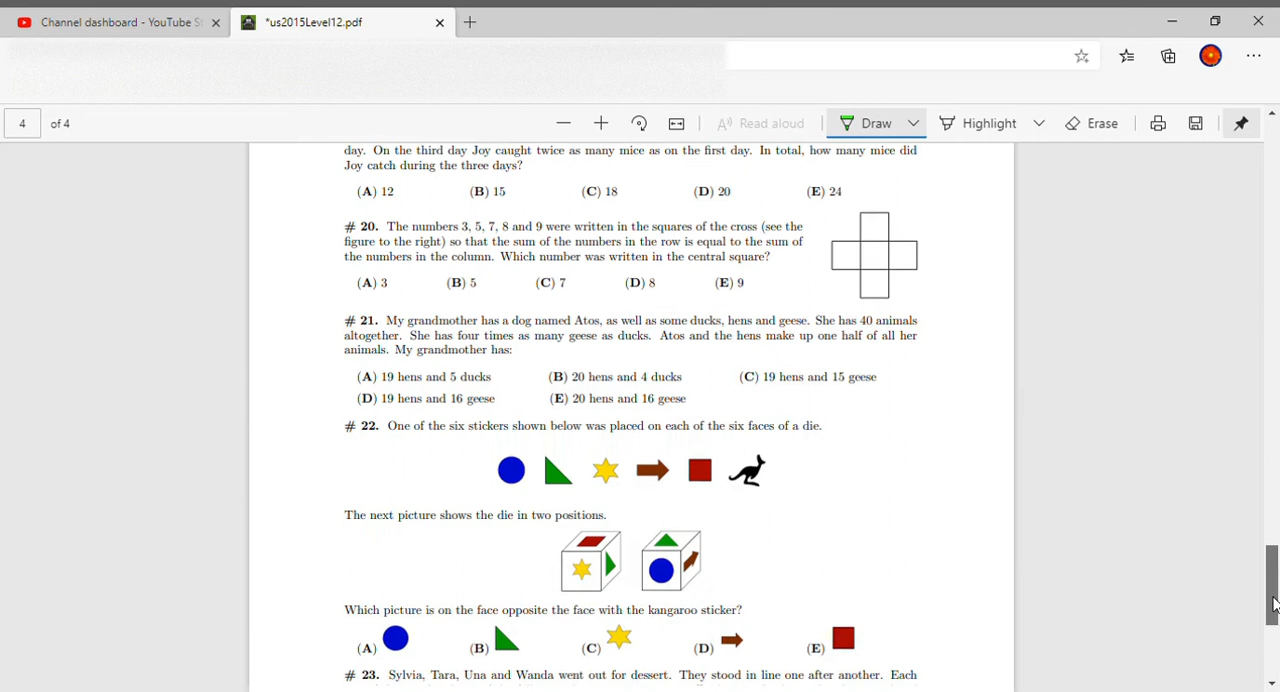 Channel dashboard - YouTube S
*us2015Level12.pdf
4 of 4
Read aloud
Draw
Highlight
Erase
day. On the third day Joy caught twice as many mice as on the first day. In total, how many mice did
Joy catch during the three days?
(A) 12 (B) 15 (C) 18 (D) 20 (E) 24
# 20. The numbers 3, 5, 7, 8 and 9 were written in the squares of the cross (see the
figure to the right) so that the sum of the numbers in the row is equal to the sum of
the numbers in the column. Which number was written in the central square?
(A) 3 (B) 5 (C) 7 (D) 8 (E) 9
# 21. My grandmother has a dog named Atos, as well as some ducks, hens and geese. She has 40 animals
altogether. She has four times as many geese as ducks. Atos and the hens make up one half of all her
animals. My grandmother has:
(A) 19 hens and 5 ducks (B) 20 hens and 4 ducks (C) 19 hens and 15 geese
(D) 19 hens and 16 geese (E) 20 hens and 16 geese
# 22. One of the six stickers shown below was placed on each of the six faces of a die.
The next picture shows the die in two positions.
Which picture is on the face opposite the face with the kangaroo sticker?
(A) (B) (C) (D) (E)
# 23. Sylvia, Tara, Una and Wanda went out for dessert. They stood in line one after another. Each